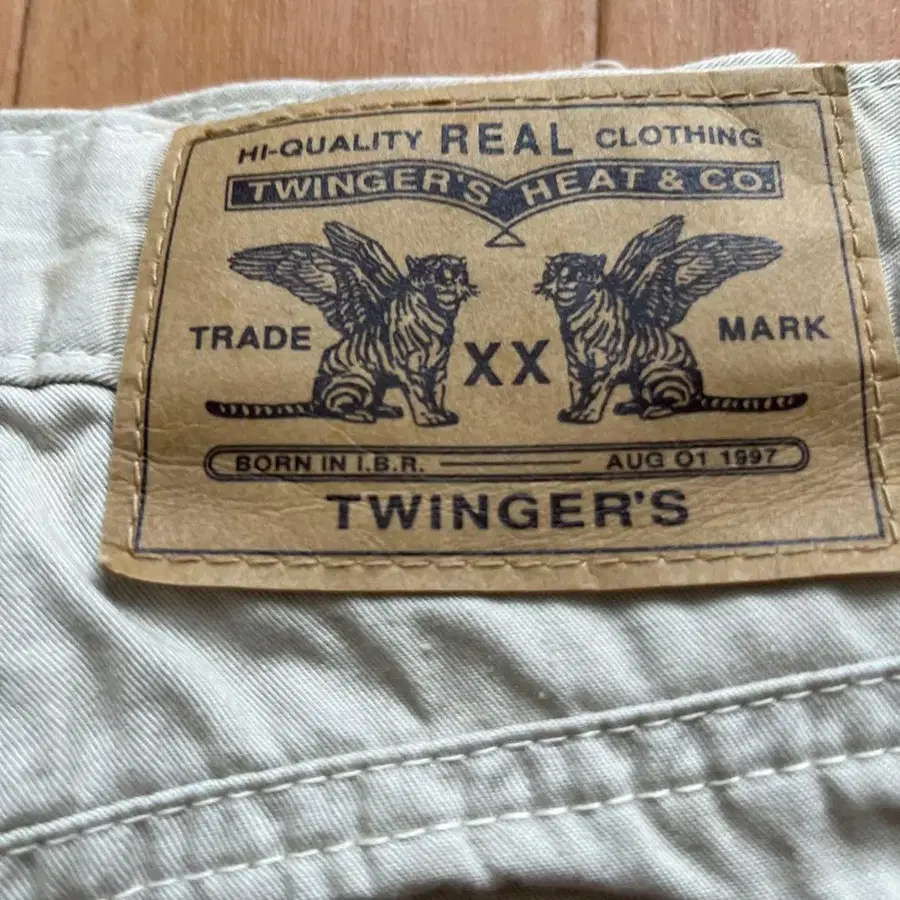 HI-QUALITY REAL CLOTHING
TWINGER'S HEAT & CO.
TRADE XX MARK
BORN IN I.B.R. AUG 01 1997
TWINGER'S